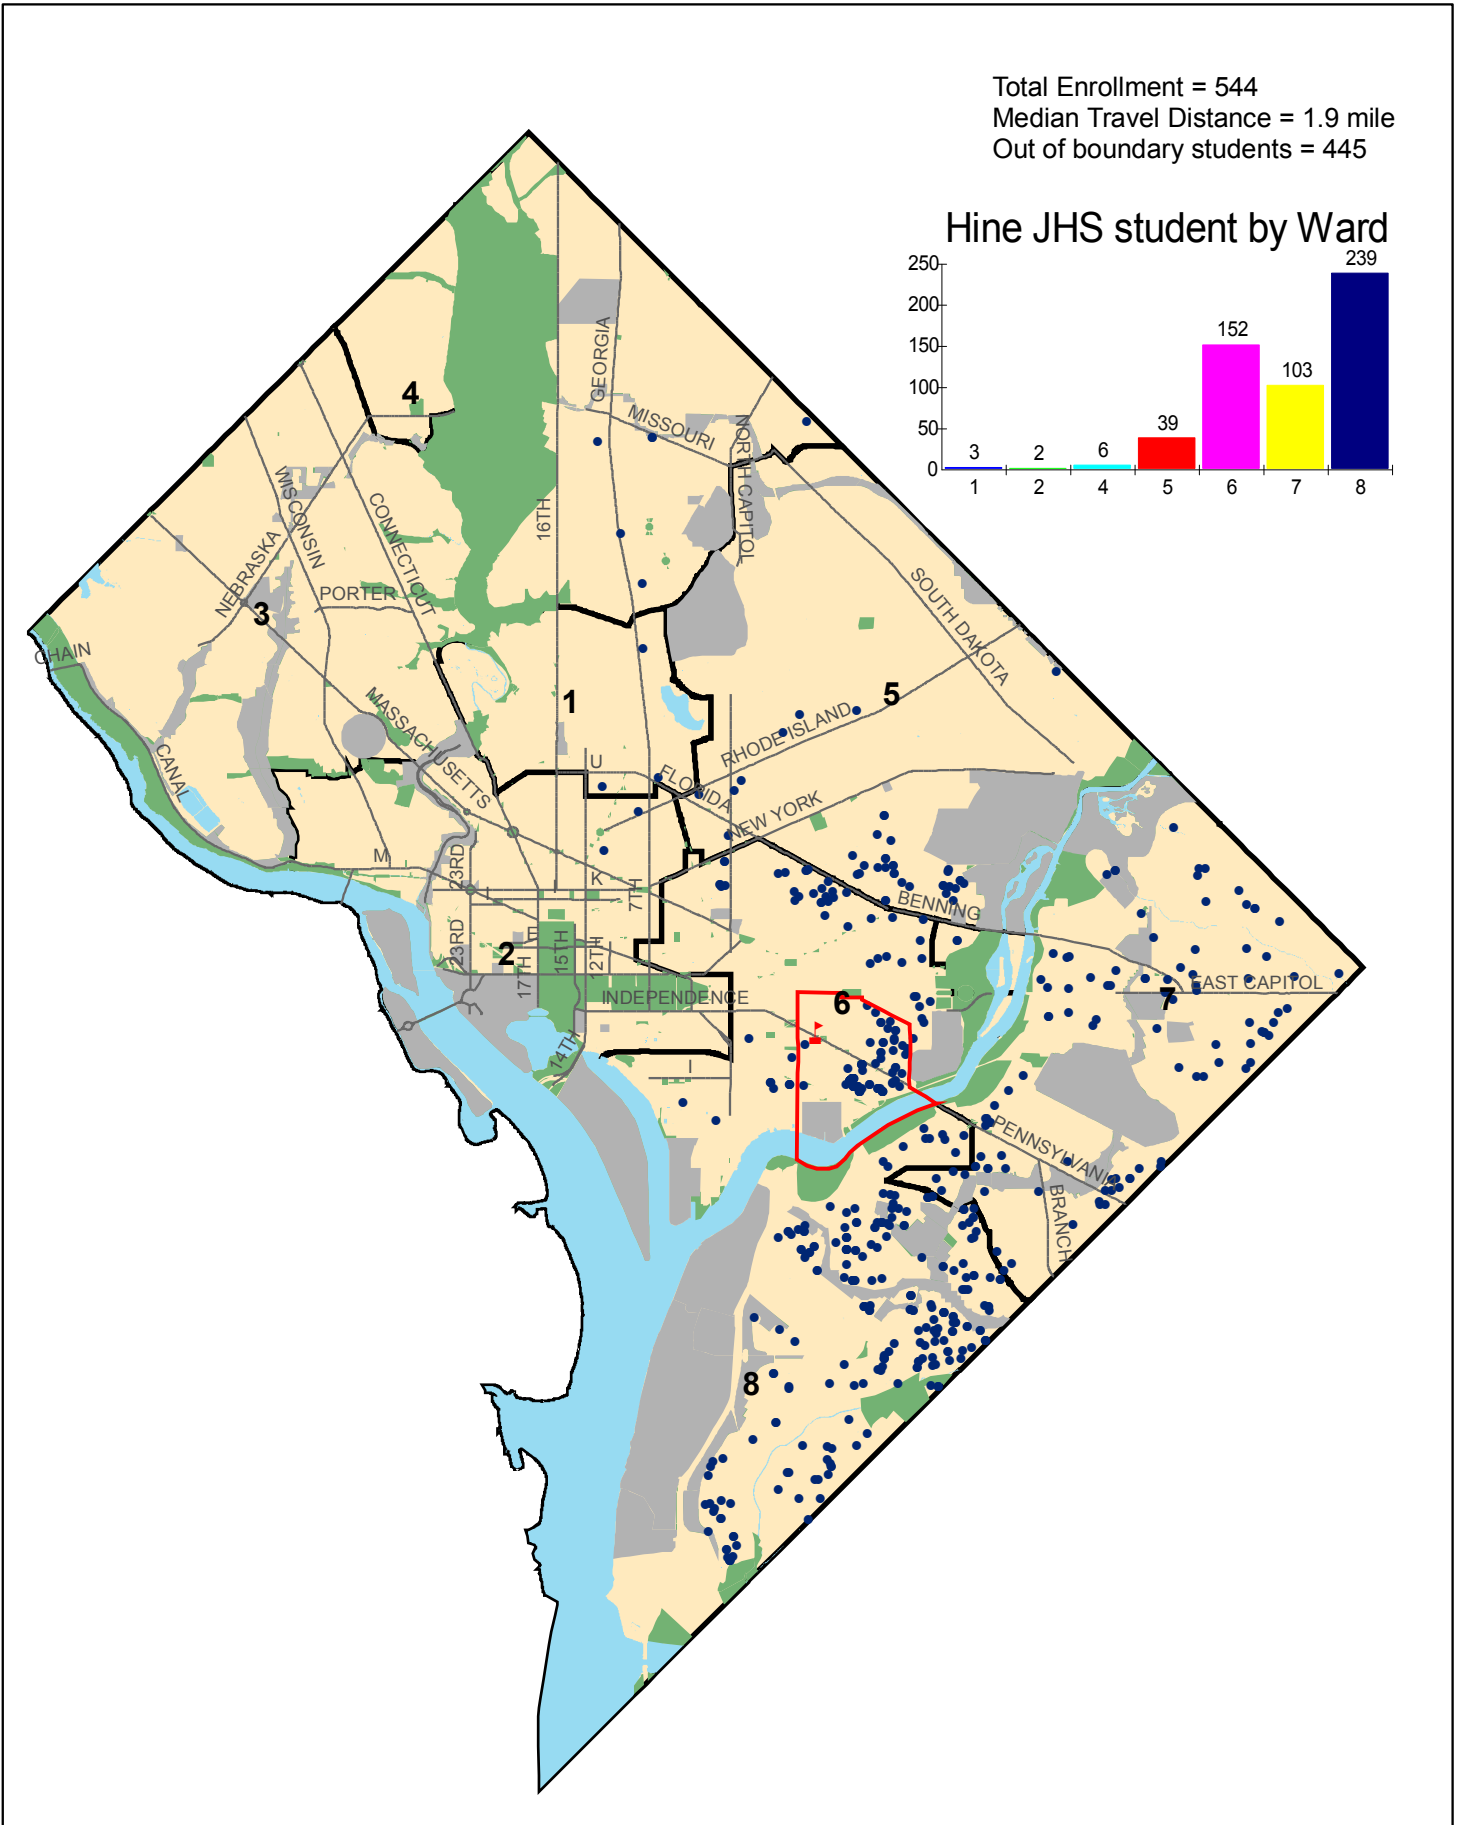 Total Enrollment = 544
Median Travel Distance = 1.9 mile
Out of boundary students = 445
Hine JHS student by Ward
250
200
150
100
50
0
3
2
6
39
152
103
239
1
2
4
5
6
7
8
4
GEORGIA
MISSOURI
NORTH CAPITOL
16TH
WISCONSIN
CONNECTICUT
NEBRASKA
PORTER
3
CHAIN
SOUTH DAKOTA
1
5
MASSACHUSETTS
RHODE ISLAND
CANAL
U
FLORIDA
NEW YORK
M
23RD
K
I
7TH
BENNING
E
23RD
2
17TH
15TH
12TH
INDEPENDENCE
6
EAST CAPITOL
7
14TH
I
PENNSYLVANIA
BRANCH
8